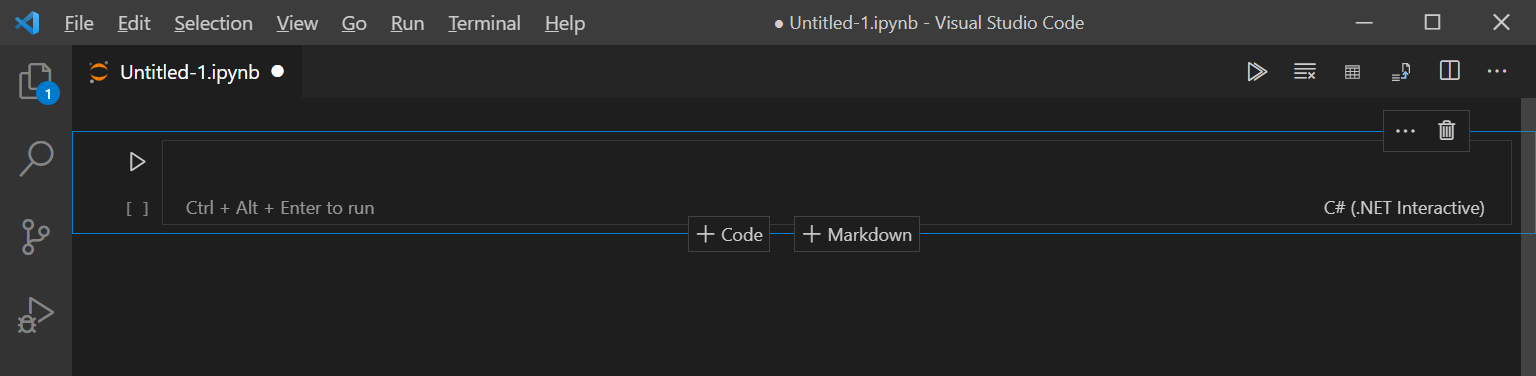 File Edit Selection View Go Run Terminal Help ● Untitled-1.ipynb - Visual Studio Code
Untitled-1.ipynb
1
[ ] Ctrl + Alt + Enter to run C# (.NET Interactive)
+ Code + Markdown